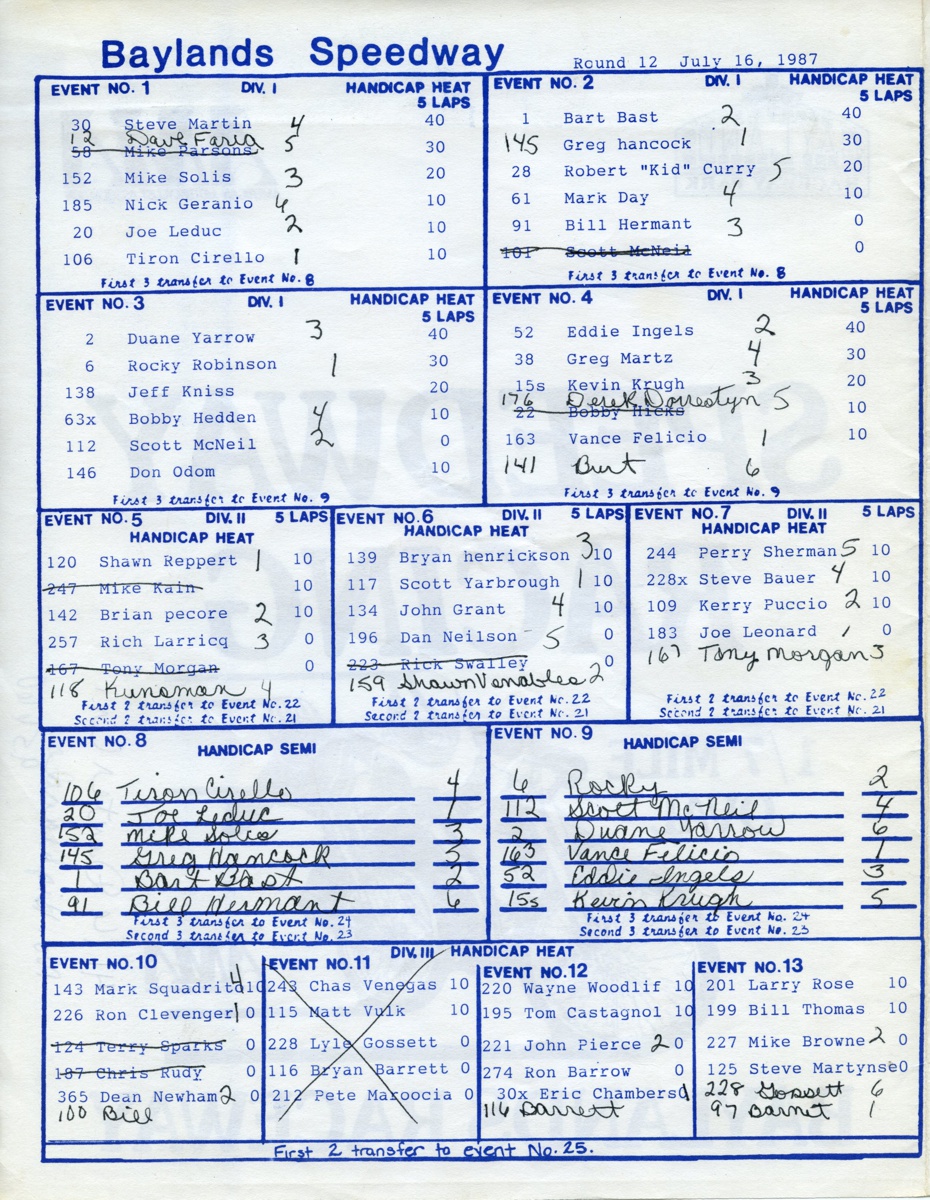 Baylands Speedway
Round 12 July 16, 1987
EVENT NO. 1 DIV. I HANDICAP HEAT
5 LAPS
30 Steve Martin 4 40
12 Dave Faria 5
58 Mike Parsons 30
152 Mike Solis 3 20
185 Nick Geranio 6 10
20 Joe Leduc 2 10
106 Tiron Cirello 1 10
First 3 transfer to Event No. 8
EVENT NO. 2 DIV. I HANDICAP HEAT
5 LAPS
1 Bart Bast 2 40
145 Greg hancock 1 30
28 Robert "Kid" Curry 5 20
61 Mark Day 4 10
91 Bill Hermant 3 0
101 Scott McNeil 0
First 3 transfer to Event No. 8
EVENT NO. 3 DIV. I HANDICAP HEAT
5 LAPS
2 Duane Yarrow 3 40
6 Rocky Robinson 1 30
138 Jeff Kniss 20
63x Bobby Hedden 4 10
112 Scott McNeil 2 0
146 Don Odom 10
First 3 transfer to Event No. 9
EVENT NO. 4 DIV. I HANDICAP HEAT
5 LAPS
52 Eddie Ingels 2 40
38 Greg Martz 4 30
15s Kevin Krugh 3 20
176 Derek Dorrestyn 5
22 Bobby Hicks 10
163 Vance Felicio 1 10
141 Burt 6
First 3 transfer to Event No. 9
EVENT NO. 5 DIV. II 5 LAPS
HANDICAP HEAT
120 Shawn Reppert 1 10
247 Mike Kain 10
142 Brian pecore 2 10
257 Rich Larricq 3 0
167 Tony Morgan 0
118 Kunsman 4
First 2 transfer to Event No. 22
Second 2 transfer to Event No. 21
EVENT NO. 6 DIV. II 5 LAPS
HANDICAP HEAT
139 Bryan henrickson 3 10
117 Scott Yarbrough 1 10
134 John Grant 4 10
196 Dan Neilson 5 0
223 Rick Swalley 0
159 Shawn Venables 2
First 2 transfer to Event No. 22
Second 2 transfer to Event No. 21
EVENT NO. 7 DIV. II 5 LAPS
HANDICAP HEAT
244 Perry Sherman 5 10
228x Steve Bauer 4 10
109 Kerry Puccio 2 10
183 Joe Leonard 1 0
167 Tony Morgan 3
First 2 transfer to Event No. 22
Second 2 transfer to Event No. 21
EVENT NO. 8 HANDICAP SEMI
106 Tiron Cirello 4
20 Joe Leduc 1
152 Mike Solis 3
145 Greg Hancock 5
1 Bart Bast 2
91 Bill Hermant 6
First 3 transfer to Event No. 24
Second 3 transfer to Event No. 23
EVENT NO. 9 HANDICAP SEMI
6 Rocky 2
112 Scott McNeil 4
2 Duane Yarrow 6
163 Vance Felicio 1
52 Eddie Ingels 3
15s Kevin Krugh 5
First 3 transfer to Event No. 24
Second 3 transfer to Event No. 23
DIV. III HANDICAP HEAT
EVENT NO. 10
143 Mark Squadrito 4 10
226 Ron Clevenger 1 0
124 Terry Sparks 0
187 Chris Rudy 0
365 Dean Newham 2 0
100 Bill
EVENT NO. 11
243 Chas Venegas 10
115 Matt Vulk 10
228 Lyle Gossett 0
116 Bryan Barrett 0
212 Pete Maroocia 0
EVENT NO. 12
220 Wayne Woodlif 10
195 Tom Castagnol 10
221 John Pierce 2 0
274 Ron Barrow 0
30x Eric Chambers 1
116 Barrett
EVENT NO. 13
201 Larry Rose 10
199 Bill Thomas 10
227 Mike Browne 2 0
125 Steve Martynse 0
228 Gossett 6
97 Barnet 1
First 2 transfer to event No. 25.